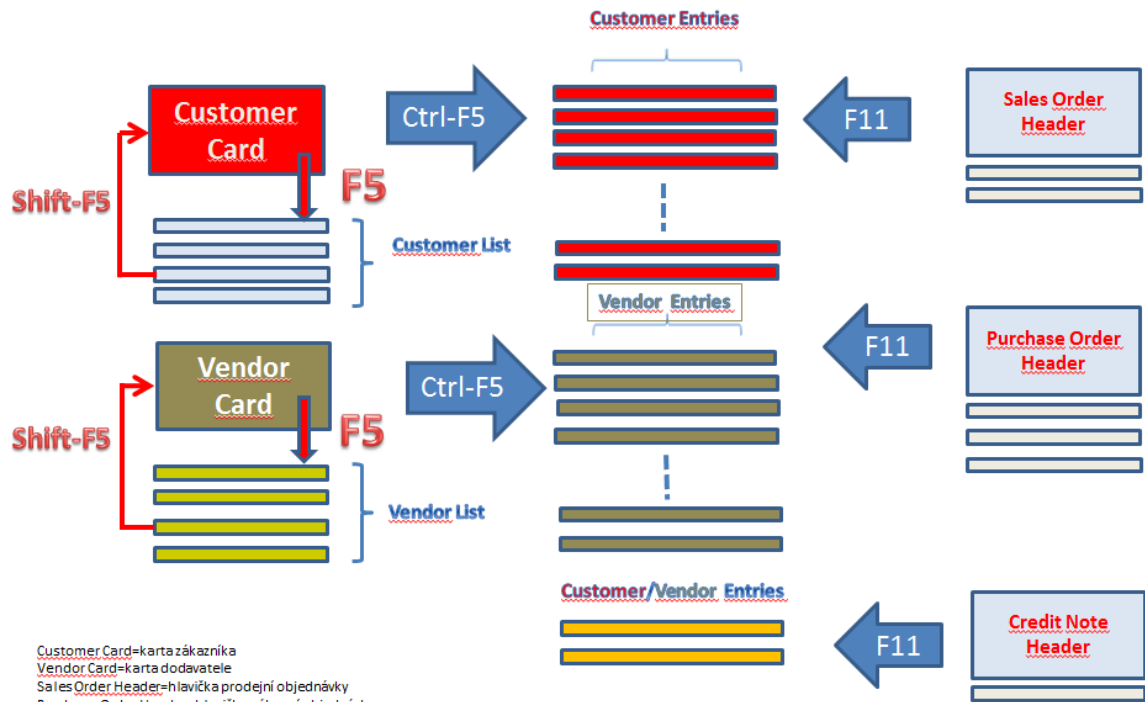 Customer Entries
Customer
Card
Ctrl-F5
F11
Sales Order
Header
Shift-F5
F5
Customer List
Vendor Entries
Vendor
Card
Ctrl-F5
F11
Purchase Order
Header
Shift-F5
F5
Vendor List
Customer/Vendor Entries
F11
Credit Note
Header
Customer Card=karta zákazníka
Vendor Card=karta dodavatele
Sales Order Header=hlavička prodejní objednávky